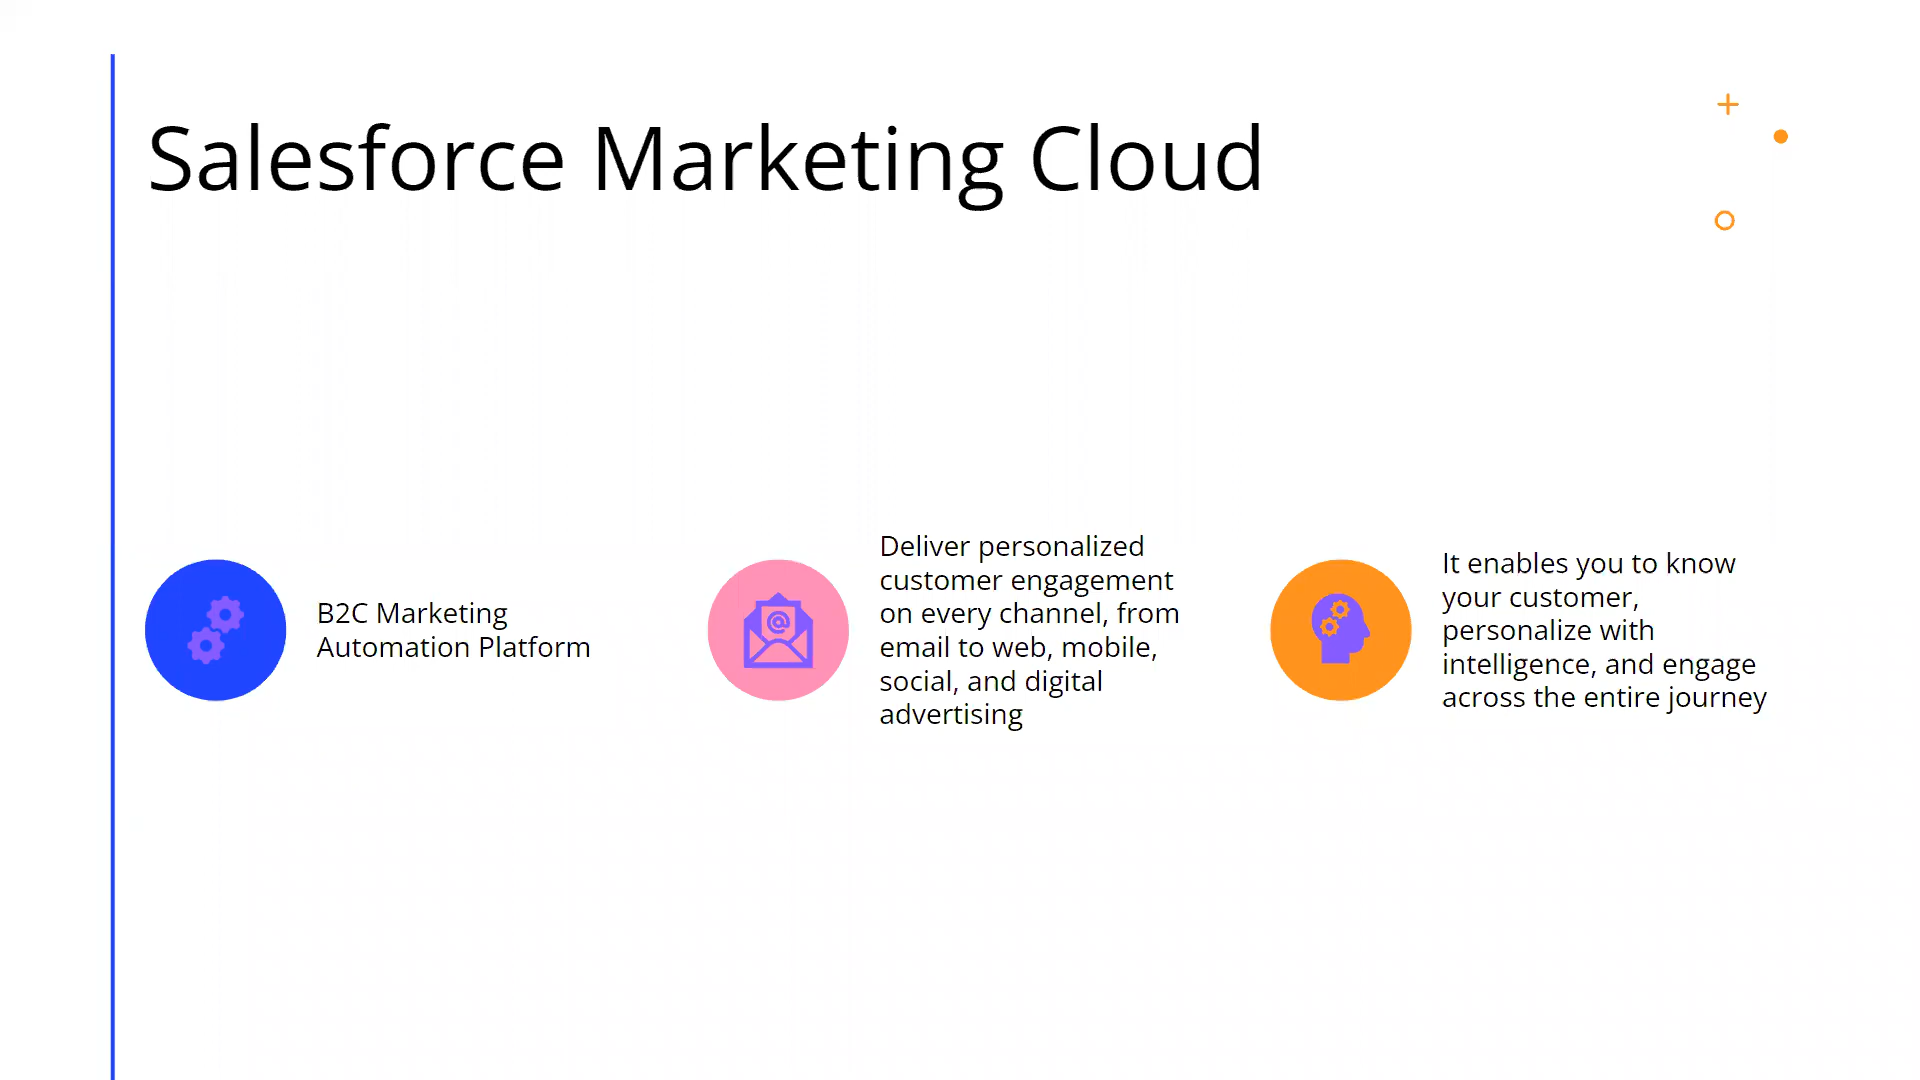 Salesforce Marketing Cloud
B2C Marketing
Automation Platform
Deliver personalized
customer engagement
on every channel, from
email to web, mobile,
social, and digital
advertising
It enables you to know
your customer,
personalize with
intelligence, and engage
across the entire journey